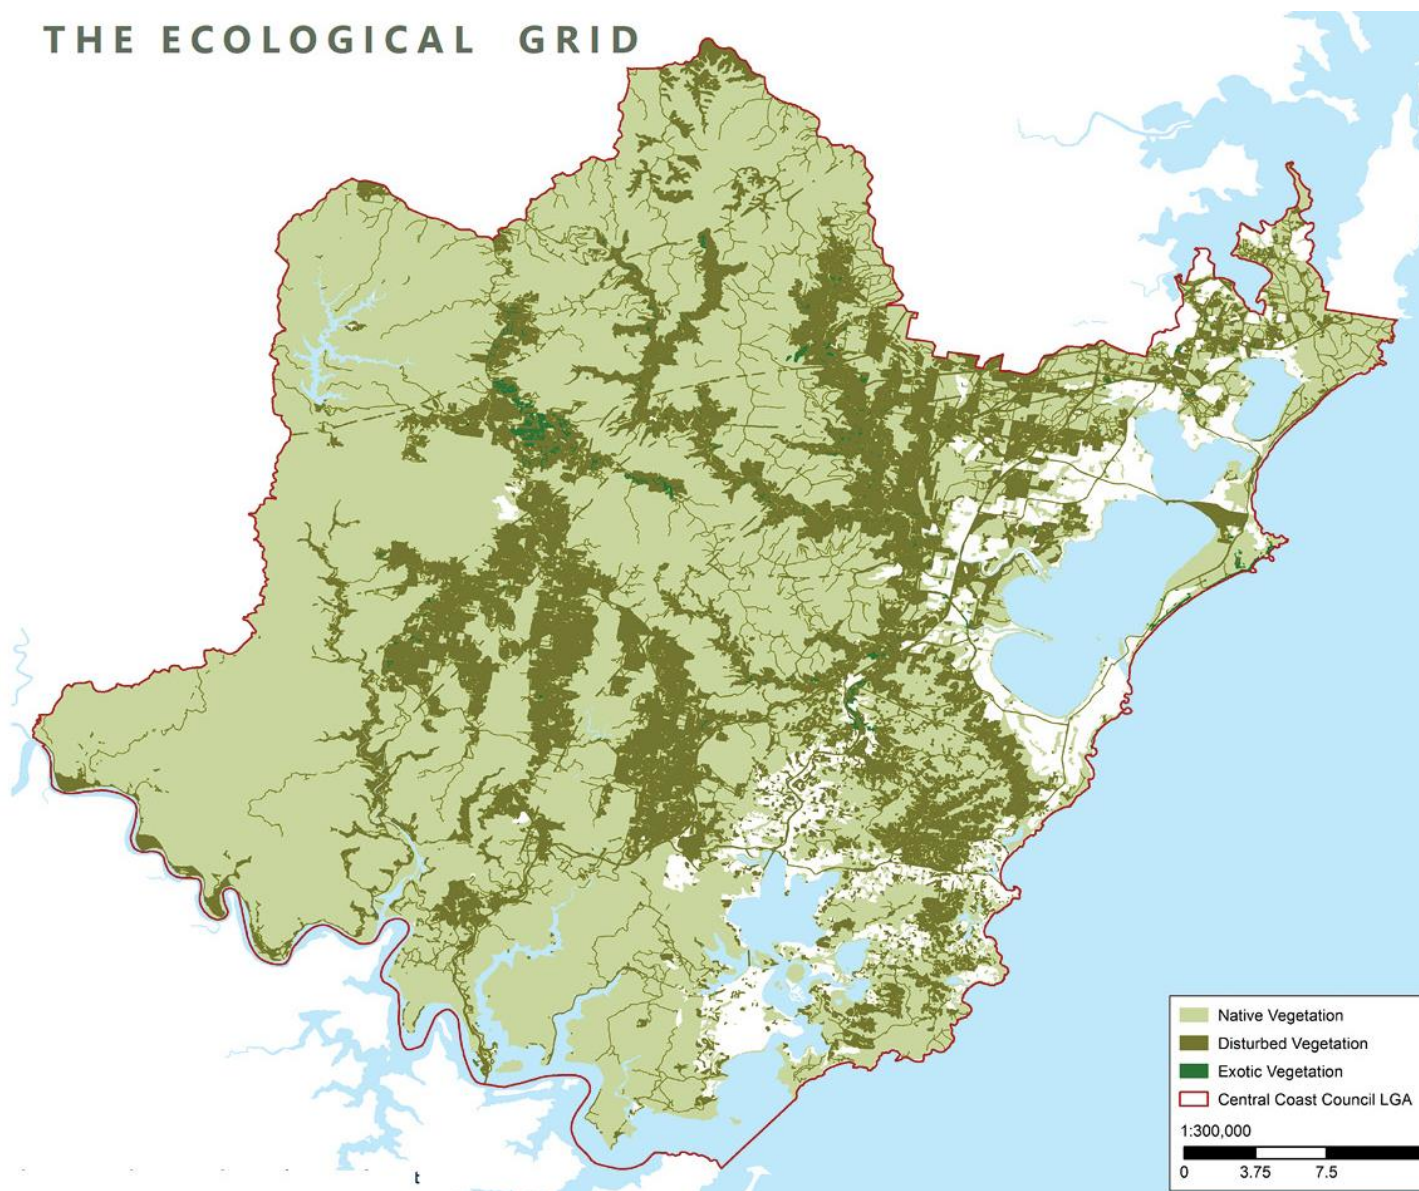 THE ECOLOGICAL GRID
Native Vegetation
Disturbed Vegetation
Exotic Vegetation
Central Coast Council LGA
1:300,000
0 3.75 7.5
t